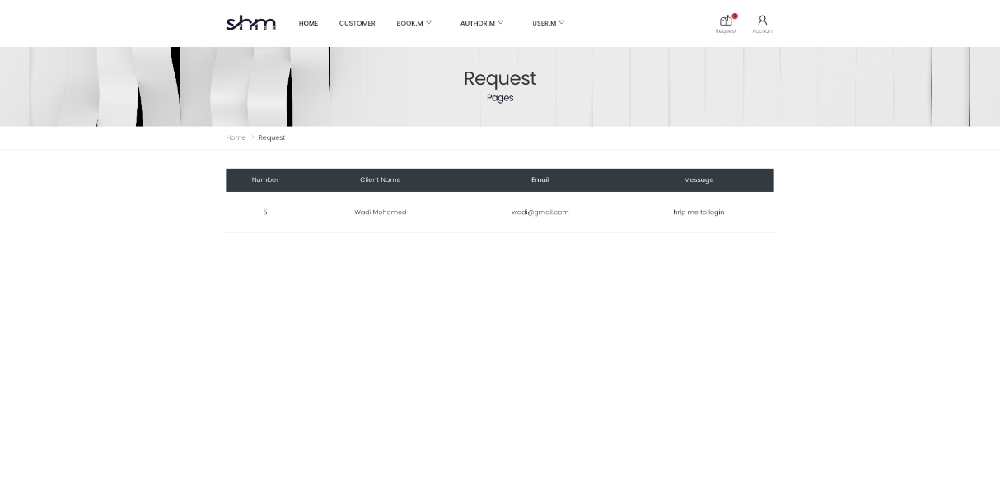 shm
HOME CUSTOMER BOOK.M AUTHOR.M USER.M
Request Account
Request
Pages
Home > Request
Number Client Name Email Message
5 Wadi Mohamed wadi@gmail.com hrlp me to login